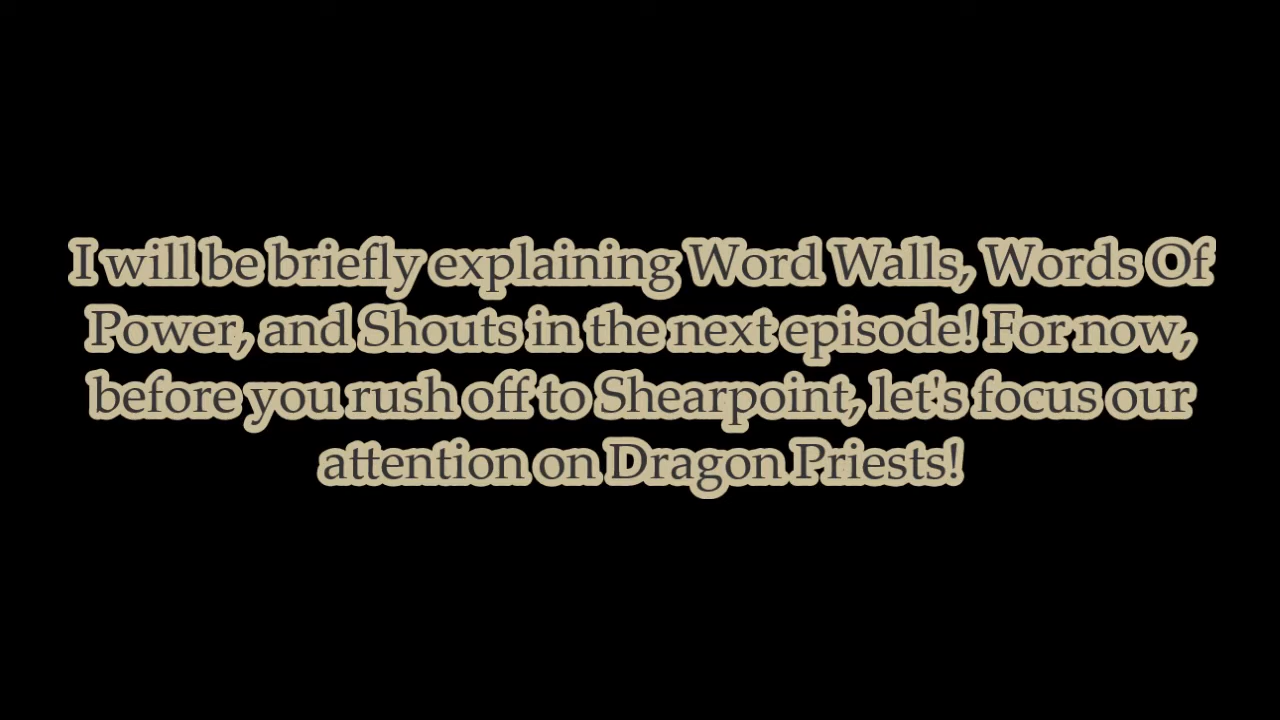 I will be briefly explaining Word Walls, Words Of
Power, and Shouts in the next episode! For now,
before you rush off to Shearpoint, let's focus our
attention on Dragon Priests!